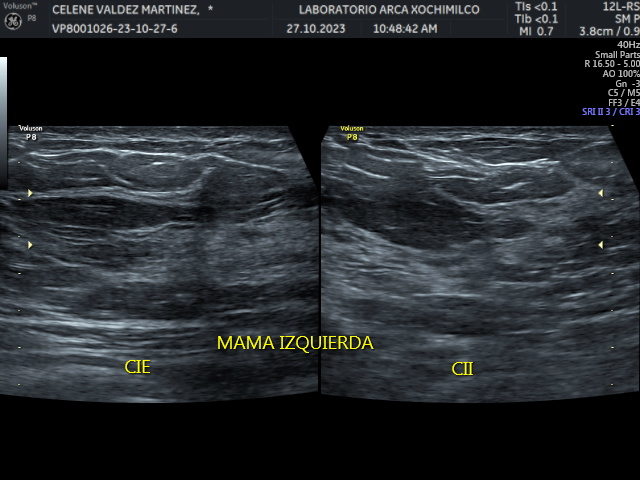 Voluson™
P8
CELENE VALDEZ MARTINEZ, *
LABORATORIO ARCA XOCHIMILCO
VP8001026-23-10-27-6
27.10.2023
10:48:42 AM
TIs <0.1
TIb <0.1
MI 0.7
12L-RS
SM P
3.8cm / 0.9
40Hz
Small Parts
R 16.50 - 5.00
AO 100%
Gn -3
C5 / M5
FF3 / E4
SRI II 3 / CRI 3
Voluson
P8
Voluson
P8
MAMA IZQUIERDA
CIE
CII